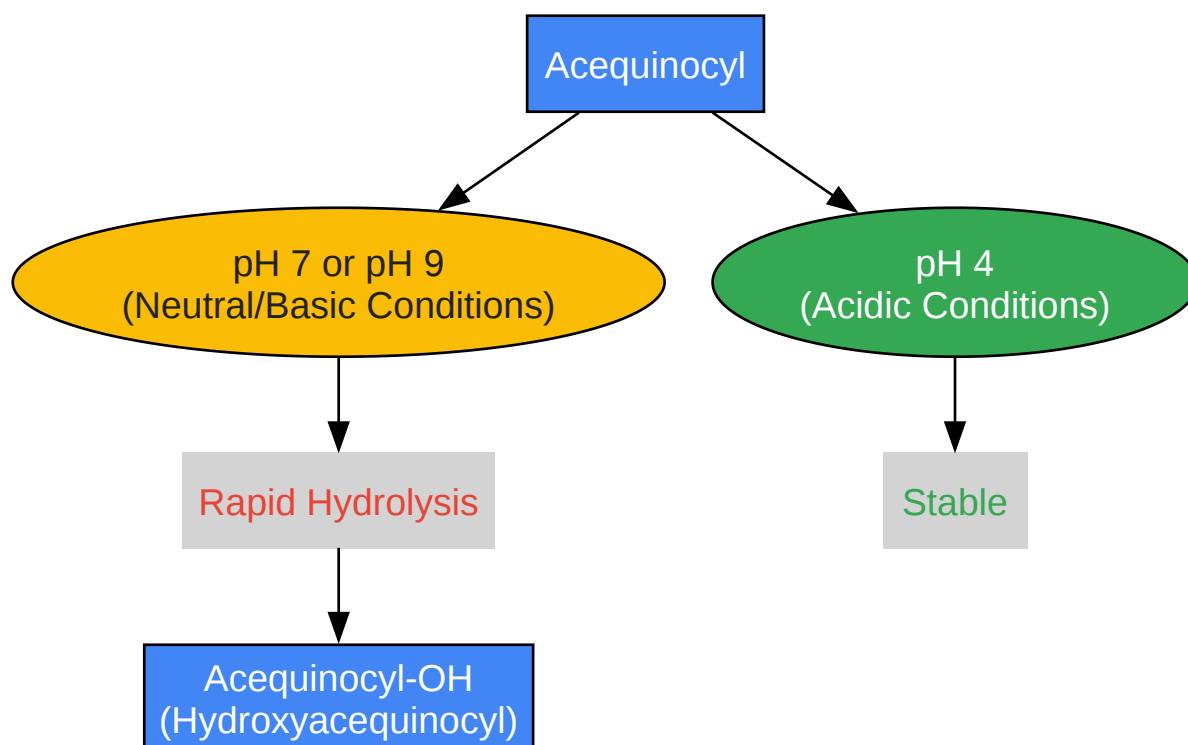 Acequinocyl
pH 7 or pH 9
(Neutral/Basic Conditions)
pH 4
(Acidic Conditions)
Rapid Hydrolysis
Stable
Acequinocyl-OH
(Hydroxyacequinocyl)